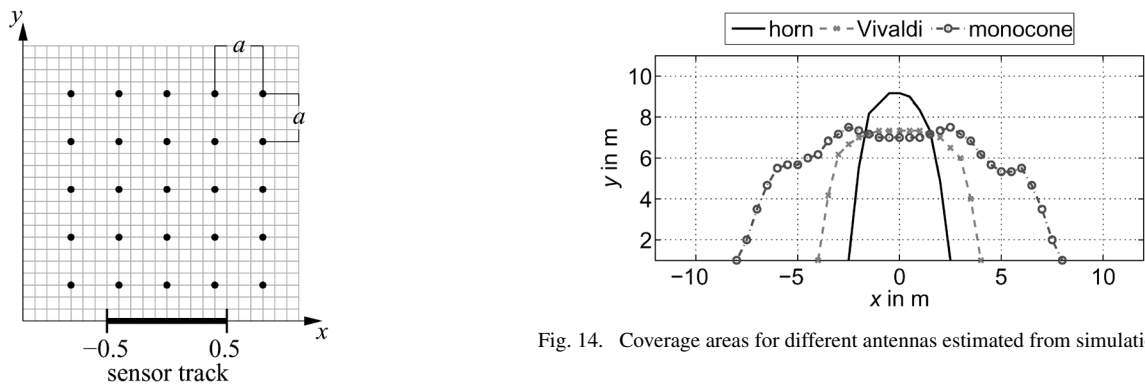 y
a
a
x
−0.5 0.5
sensor track
horn Vivaldi monocone
10
8
6
4
2
y in m
−10 −5 0 5 10
x in m
Fig. 14. Coverage areas for different antennas estimated from simulati